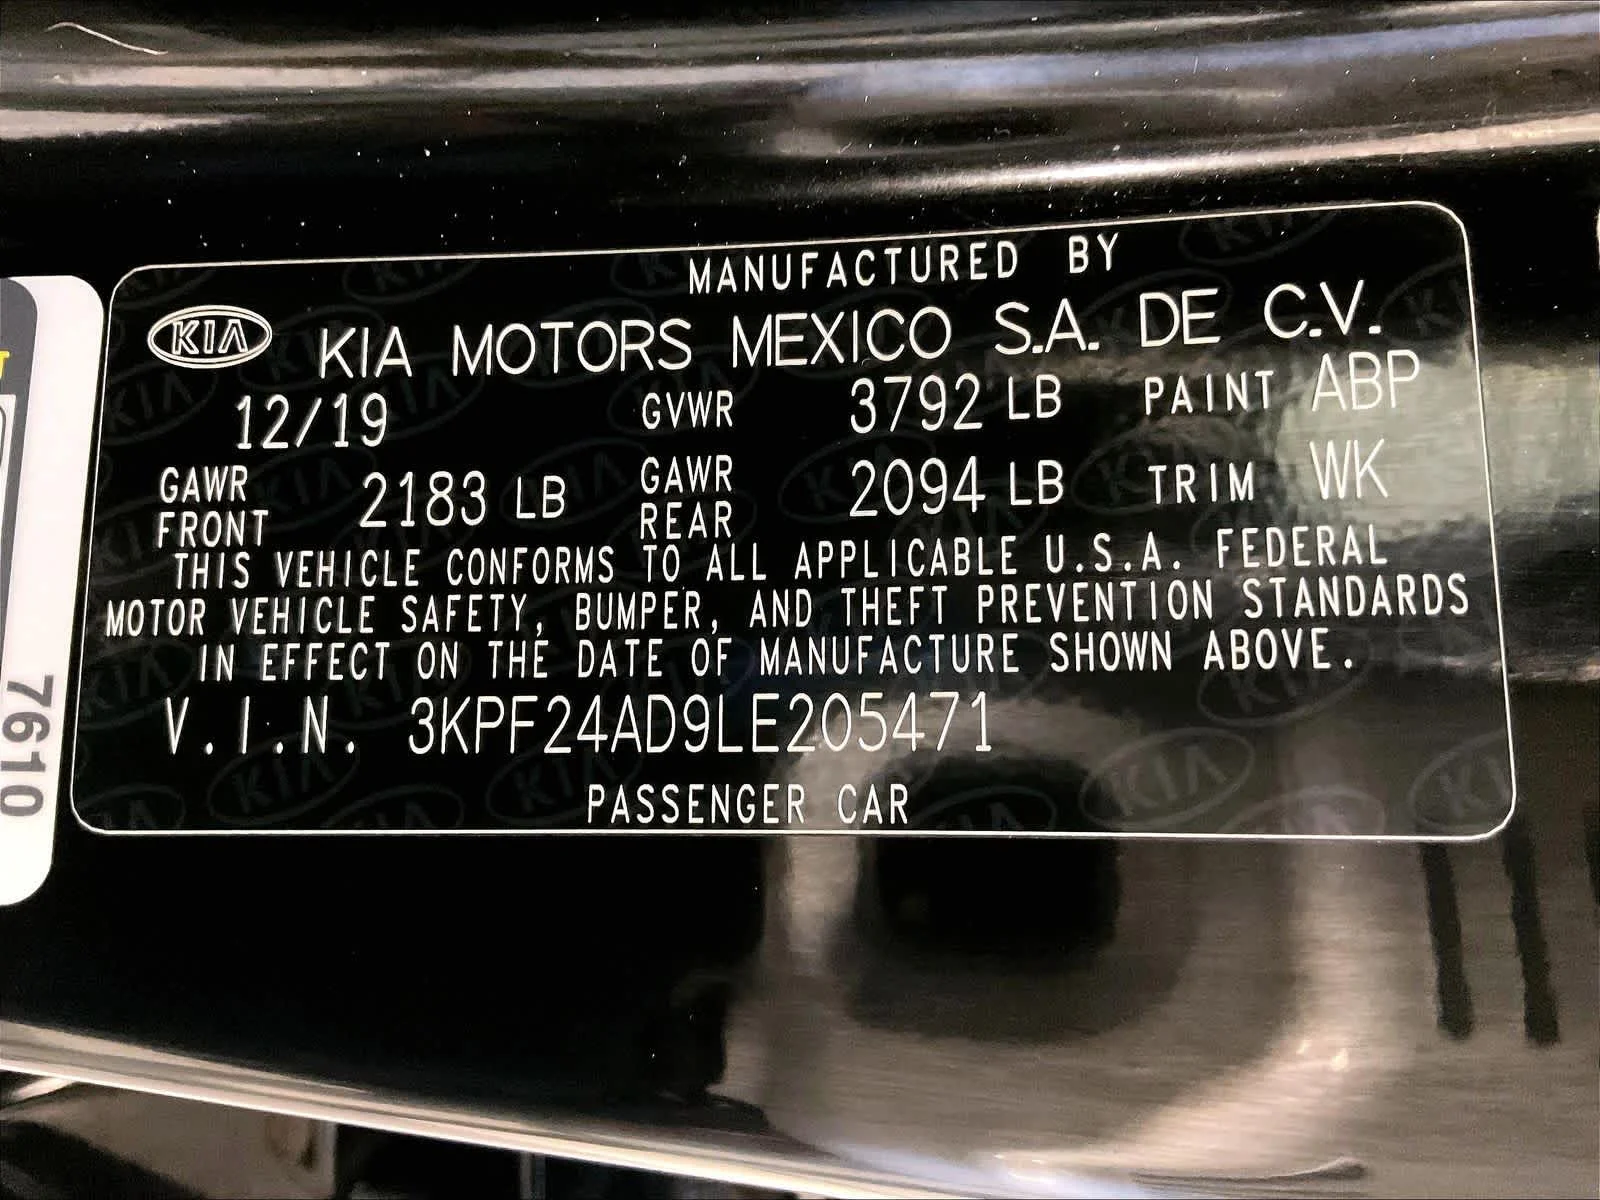 MANUFACTURED BY
KIA KIA MOTORS MEXICO S.A. DE C.V.
12/19 GVWR 3792 LB PAINT ABP
GAWR FRONT 2183 LB GAWR REAR 2094 LB TRIM WK
THIS VEHICLE CONFORMS TO ALL APPLICABLE U.S.A. FEDERAL
MOTOR VEHICLE SAFETY, BUMPER, AND THEFT PREVENTION STANDARDS
IN EFFECT ON THE DATE OF MANUFACTURE SHOWN ABOVE.
V.I.N. 3KPF24AD9LE205471
PASSENGER CAR
7610